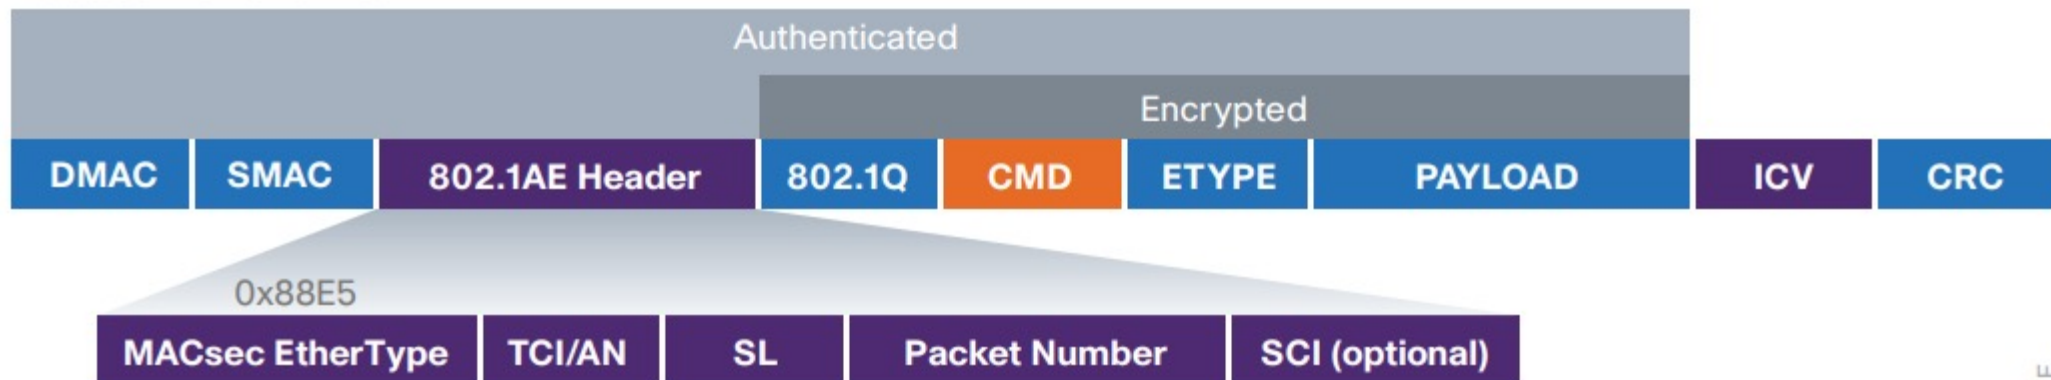 Authenticated
Encrypted
DMAC SMAC 802.1AE Header 802.1Q CMD ETYPE PAYLOAD ICV CRC
0x88E5
MACsec EtherType TCI/AN SL Packet Number SCI (optional)